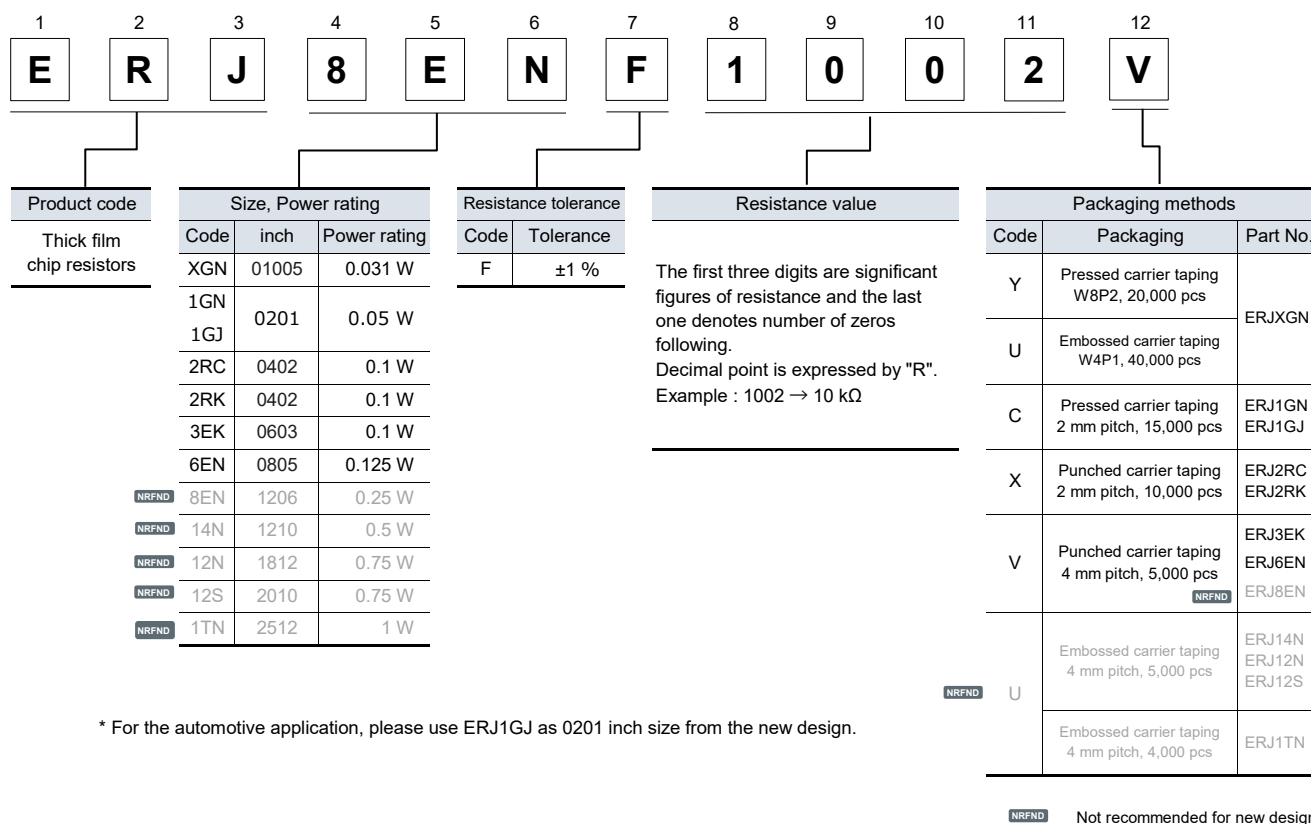 1 2 3 4 5 6 7 8 9 10 11 12
E R J 8 E N F 1 0 0 2 V
Product code
Thick film
chip resistors
Size, Power rating
Code inch Power rating
XGN 01005 0.031 W
1GN
1GJ
0201 0.05 W
2RC 0402 0.1 W
2RK 0402 0.1 W
3EK 0603 0.1 W
6EN 0805 0.125 W
NRFND 8EN 1206 0.25 W
NRFND 14N 1210 0.5 W
NRFND 12N 1812 0.75 W
NRFND 12S 2010 0.75 W
NRFND 1TN 2512 1 W
Resistance tolerance
Code Tolerance
F ±1 %
Resistance value
The first three digits are significant
figures of resistance and the last
one denotes number of zeros
following.
Decimal point is expressed by "R".
Example : 1002 → 10 kΩ
Packaging methods
Code Packaging Part No.
Y Pressed carrier taping
W8P2, 20,000 pcs
ERJXGN
U Embossed carrier taping
W4P1, 40,000 pcs
C Pressed carrier taping
2 mm pitch, 15,000 pcs
ERJ1GN
ERJ1GJ
X Punched carrier taping
2 mm pitch, 10,000 pcs
ERJ2RC
ERJ2RK
V Punched carrier taping
4 mm pitch, 5,000 pcs
ERJ3EK
ERJ6EN
NRFND ERJ8EN
NRFND U
Embossed carrier taping
4 mm pitch, 5,000 pcs
ERJ14N
ERJ12N
ERJ12S
Embossed carrier taping
4 mm pitch, 4,000 pcs
ERJ1TN
* For the automotive application, please use ERJ1GJ as 0201 inch size from the new design.
NRFND Not recommended for new design